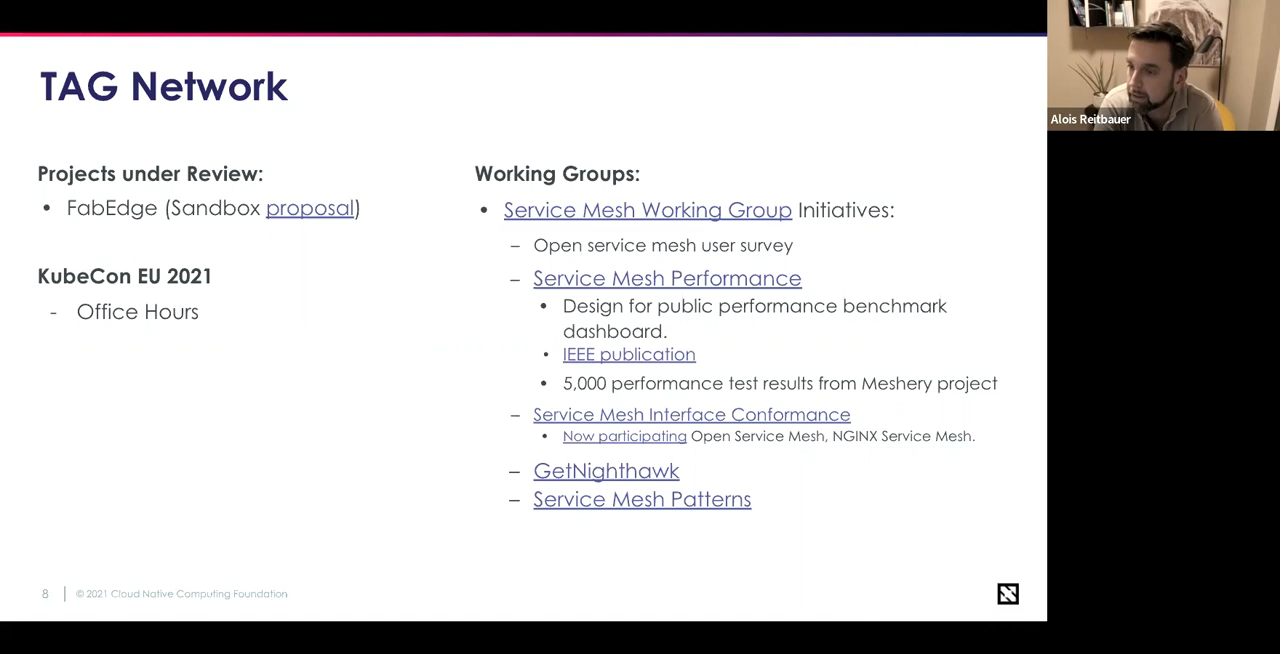 TAG Network
Projects under Review:
• FabEdge (Sandbox proposal)
KubeCon EU 2021
- Office Hours
Working Groups:
• Service Mesh Working Group Initiatives:
– Open service mesh user survey
– Service Mesh Performance
• Design for public performance benchmark
dashboard.
• IEEE publication
• 5,000 performance test results from Meshery project
– Service Mesh Interface Conformance
• Now participating Open Service Mesh, NGINX Service Mesh.
– GetNighthawk
– Service Mesh Patterns
8 | © 2021 Cloud Native Computing Foundation
Alois Reitbauer